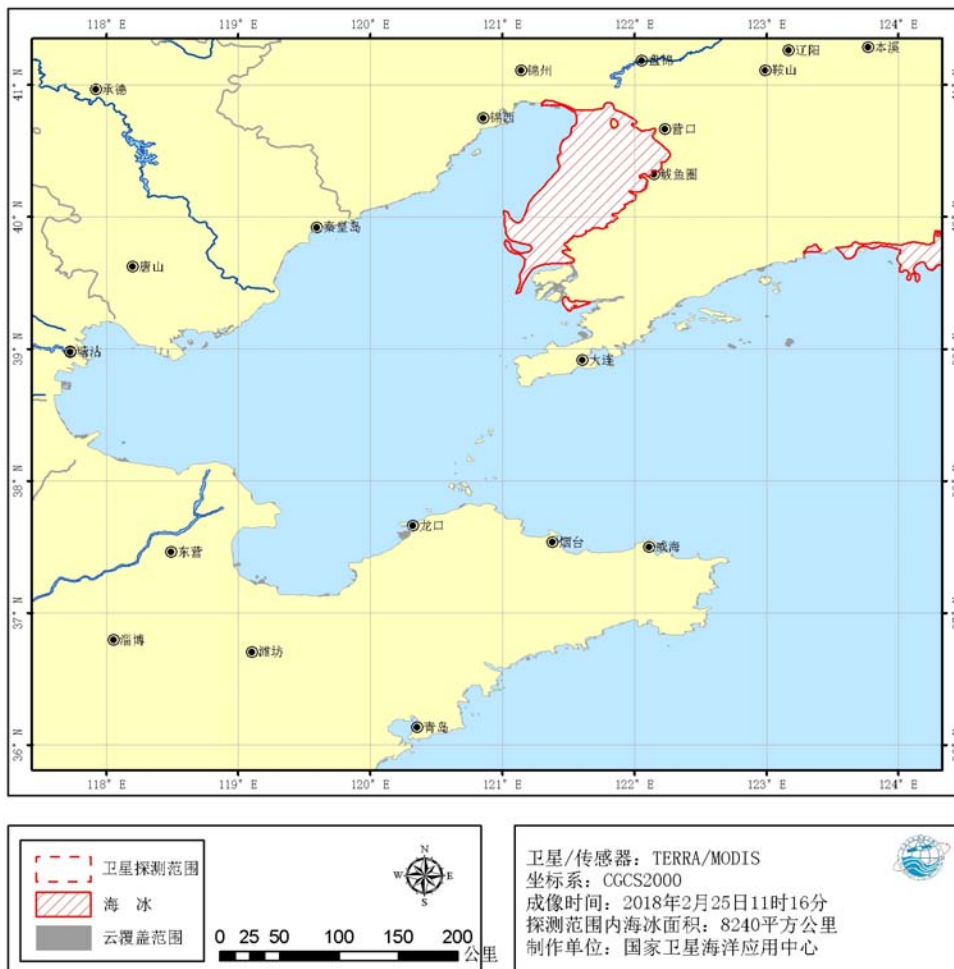 118° E 119° E 120° E 121° E 122° E 123° E 124° E
辽阳 本溪
盘锦
锦州 鞍山
41° N
承德
锦西 营口
鲅鱼圈
40° N
秦皇岛
唐山
39° N
塘沽 大连
38° N
龙口
烟台 威海
东营
37° N
淄博 潍坊
青岛
36° N
118° E 119° E 120° E 121° E 122° E 123° E 124° E
卫星探测范围
海 冰
云覆盖范围
N
W E
S
0 25 50 100 150 200
公里
卫星/传感器：TERRA/MODIS
坐标系：CGCS2000
成像时间：2018年2月25日11时16分
探测范围内海冰面积：8240平方公里
制作单位：国家卫星海洋应用中心